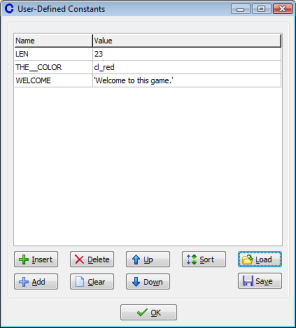 User-Defined Constants
Name Value
LEN 23
THE__COLOR cl_red
WELCOME 'Welcome to this game.'
Insert Delete Up Sort Load
Add Clear Down Save
OK